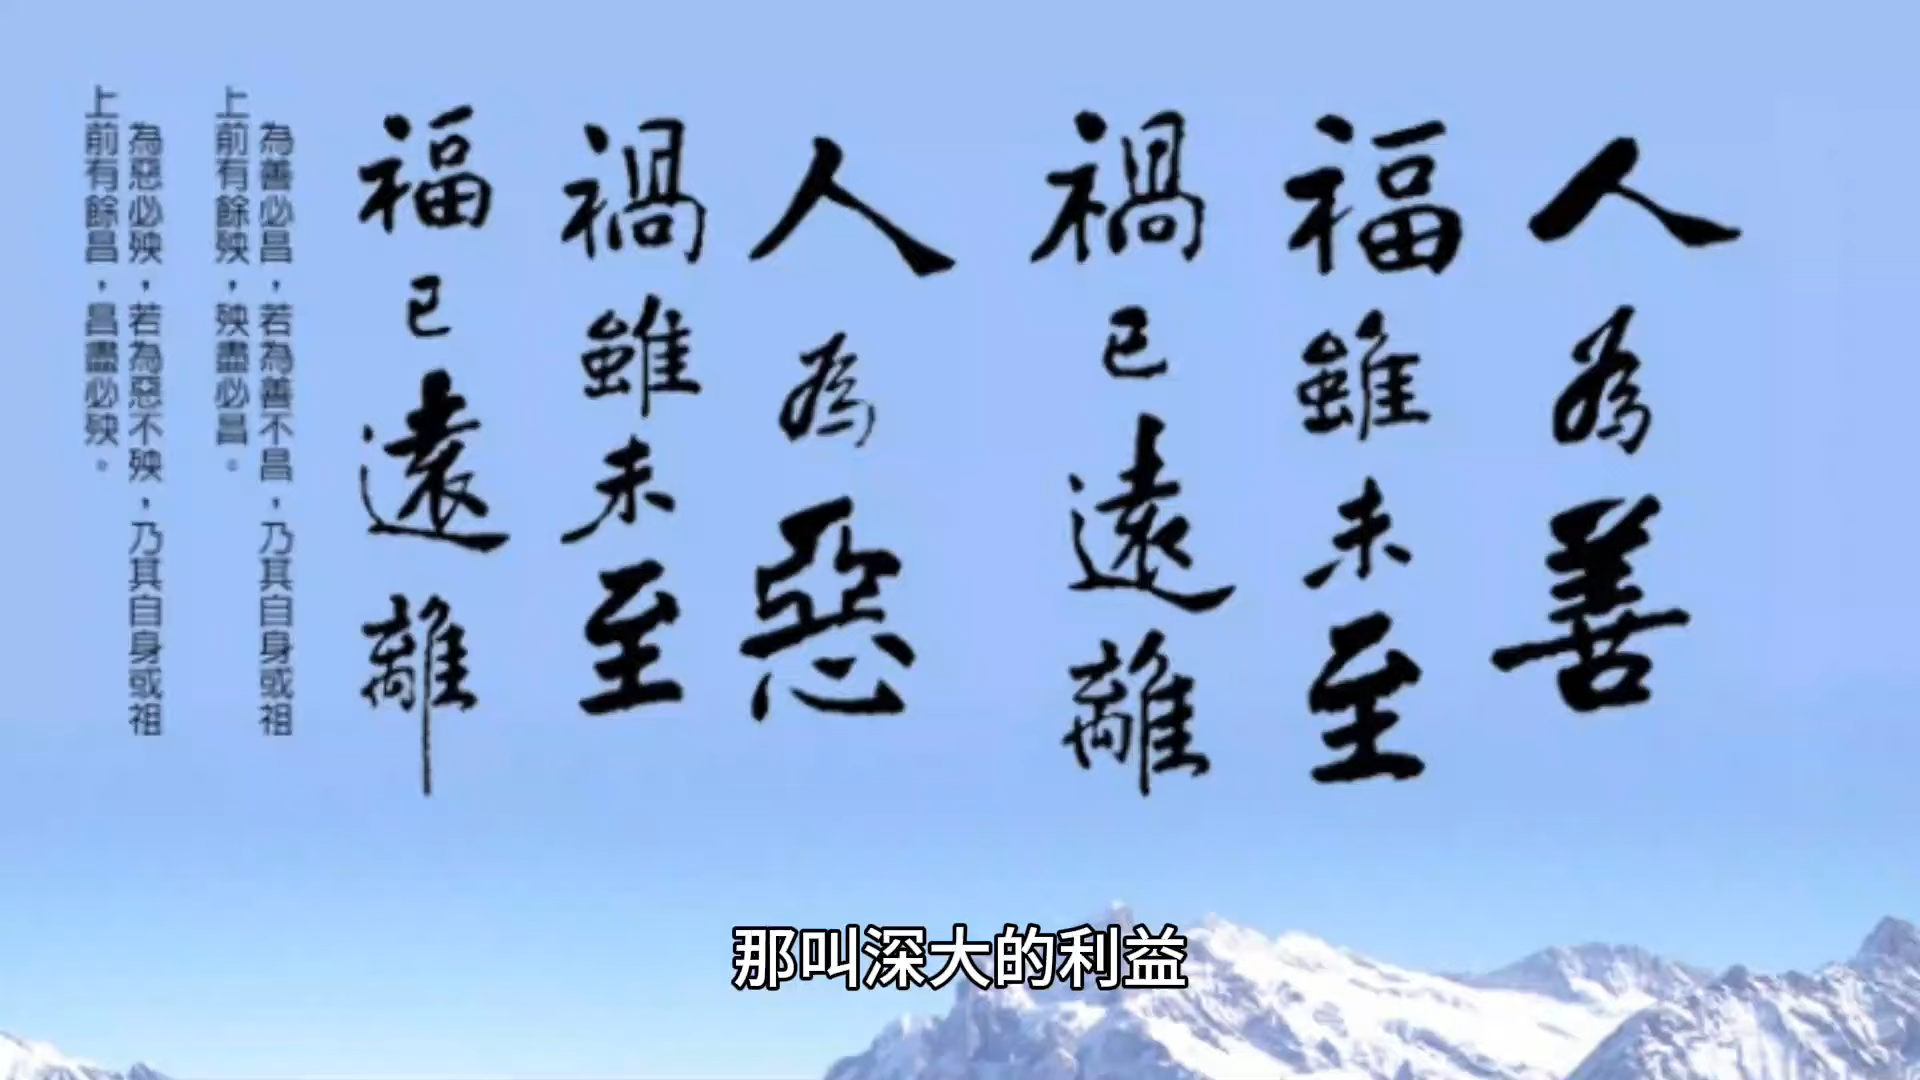 人為善
福雖未至
禍已遠離
人為惡
禍雖未至
福已遠離
為善必昌，若為善不昌，乃其自身或祖
上前有餘殃，殃盡必昌。
為惡必殃，若為惡不殃，乃其自身或祖
上前有餘昌，昌盡必殃。
那叫深大的利益